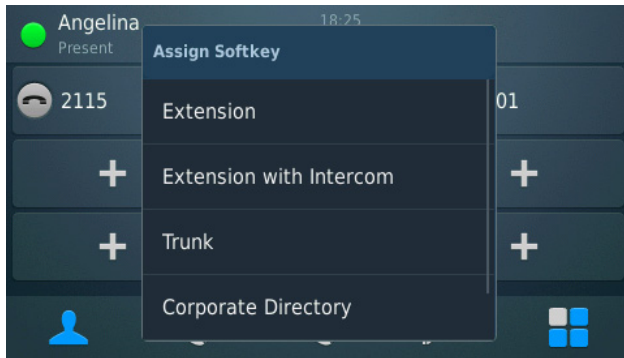 Angelina
18:25
Present
Assign Softkey
2115
01
Extension
Extension with Intercom
Trunk
Corporate Directory